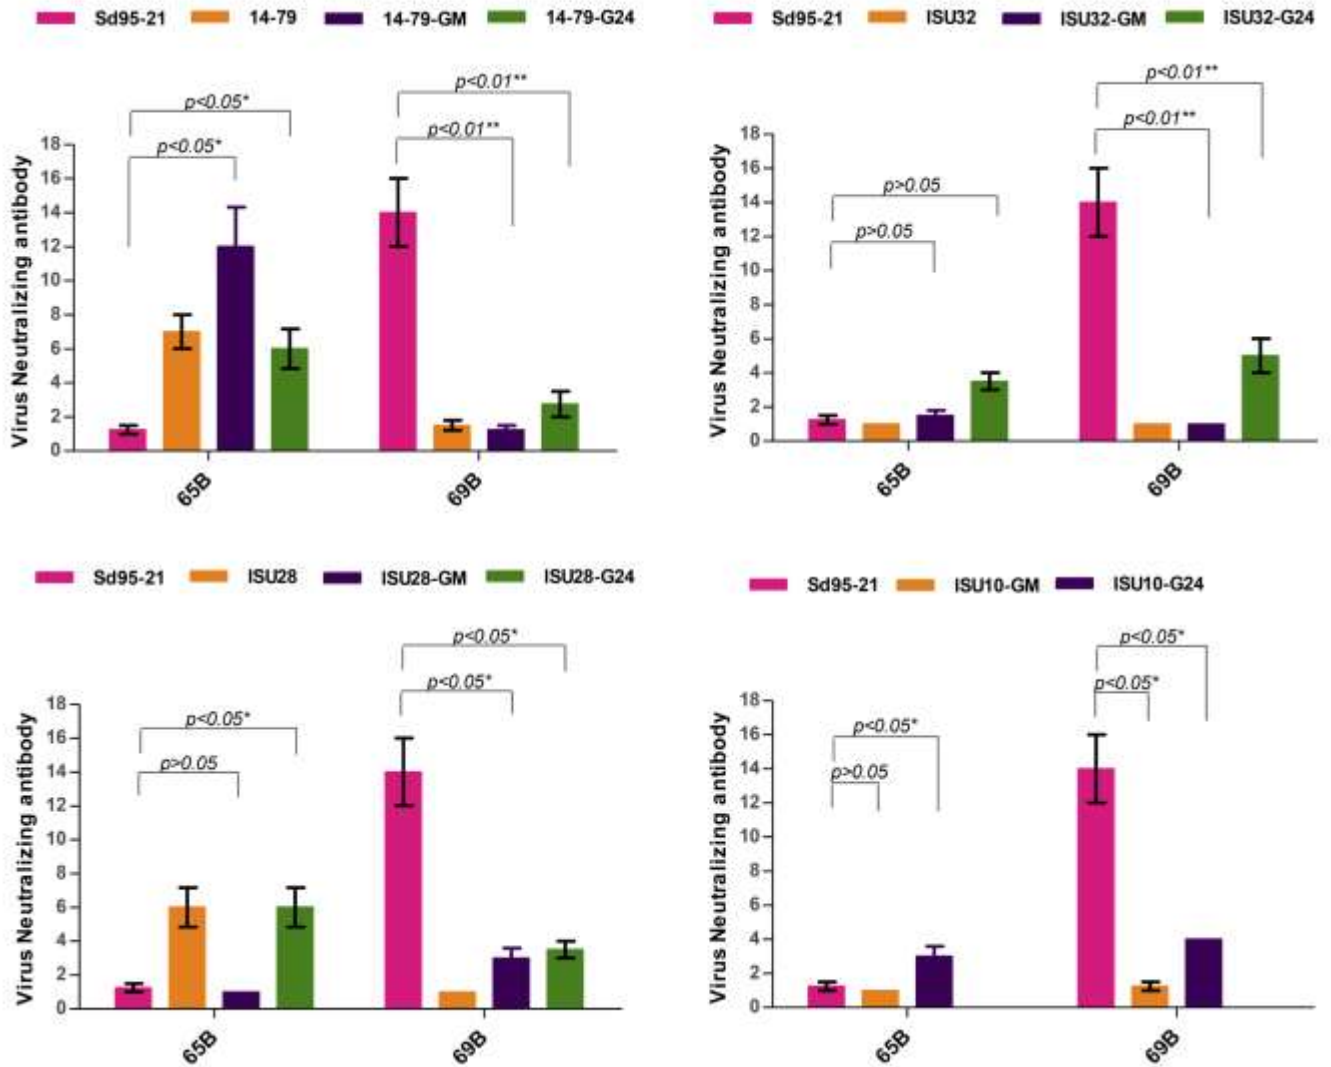 Sd95-21 14-79 14-79-GM 14-79-G24
p<0.01**
p<0.05*
p<0.01**
p<0.05*
Virus Neutralizing antibody
18
16
14
12
10
8
6
4
2
0
65B
69B
Sd95-21 ISU32 ISU32-GM ISU32-G24
p<0.01**
p<0.01**
p>0.05
p>0.05
Virus Neutralizing antibody
18
16
14
12
10
8
6
4
2
0
65B
69B
Sd95-21 ISU28 ISU28-GM ISU28-G24
p<0.05*
p<0.05*
p<0.05*
p>0.05
Virus Neutralizing antibody
18
16
14
12
10
8
6
4
2
0
65B
69B
Sd95-21 ISU10-GM ISU10-G24
p<0.05*
p<0.05*
p<0.05*
p>0.05
Virus Neutralizing antibody
18
16
14
12
10
8
6
4
2
0
65B
69B